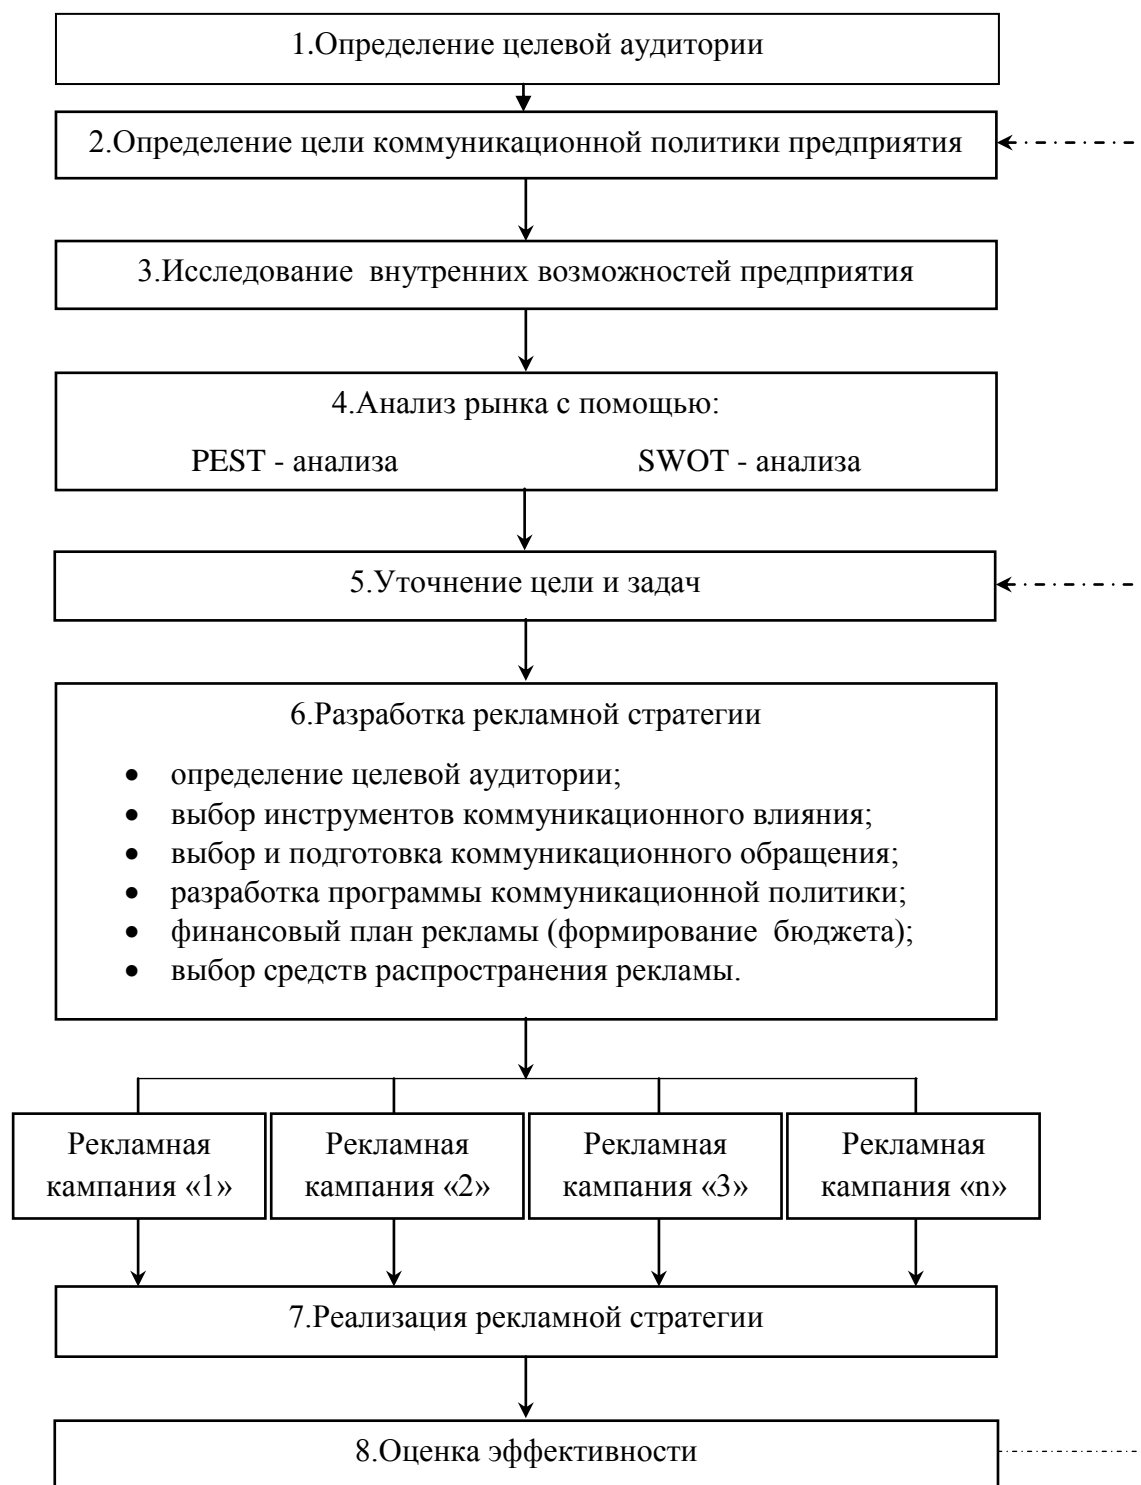 1.Определение целевой аудитории
2.Определение цели коммуникационной политики предприятия
3.Исследование внутренних возможностей предприятия
4.Анализ рынка с помощью:
PEST - анализа SWOT - анализа
5.Уточнение цели и задач
6.Разработка рекламной стратегии
• определение целевой аудитории;
• выбор инструментов коммуникационного влияния;
• выбор и подготовка коммуникационного обращения;
• разработка программы коммуникационной политики;
• финансовый план рекламы (формирование бюджета);
• выбор средств распространения рекламы.
Рекламная
кампания «1»
Рекламная
кампания «2»
Рекламная
кампания «3»
Рекламная
кампания «n»
7.Реализация рекламной стратегии
8.Оценка эффективности